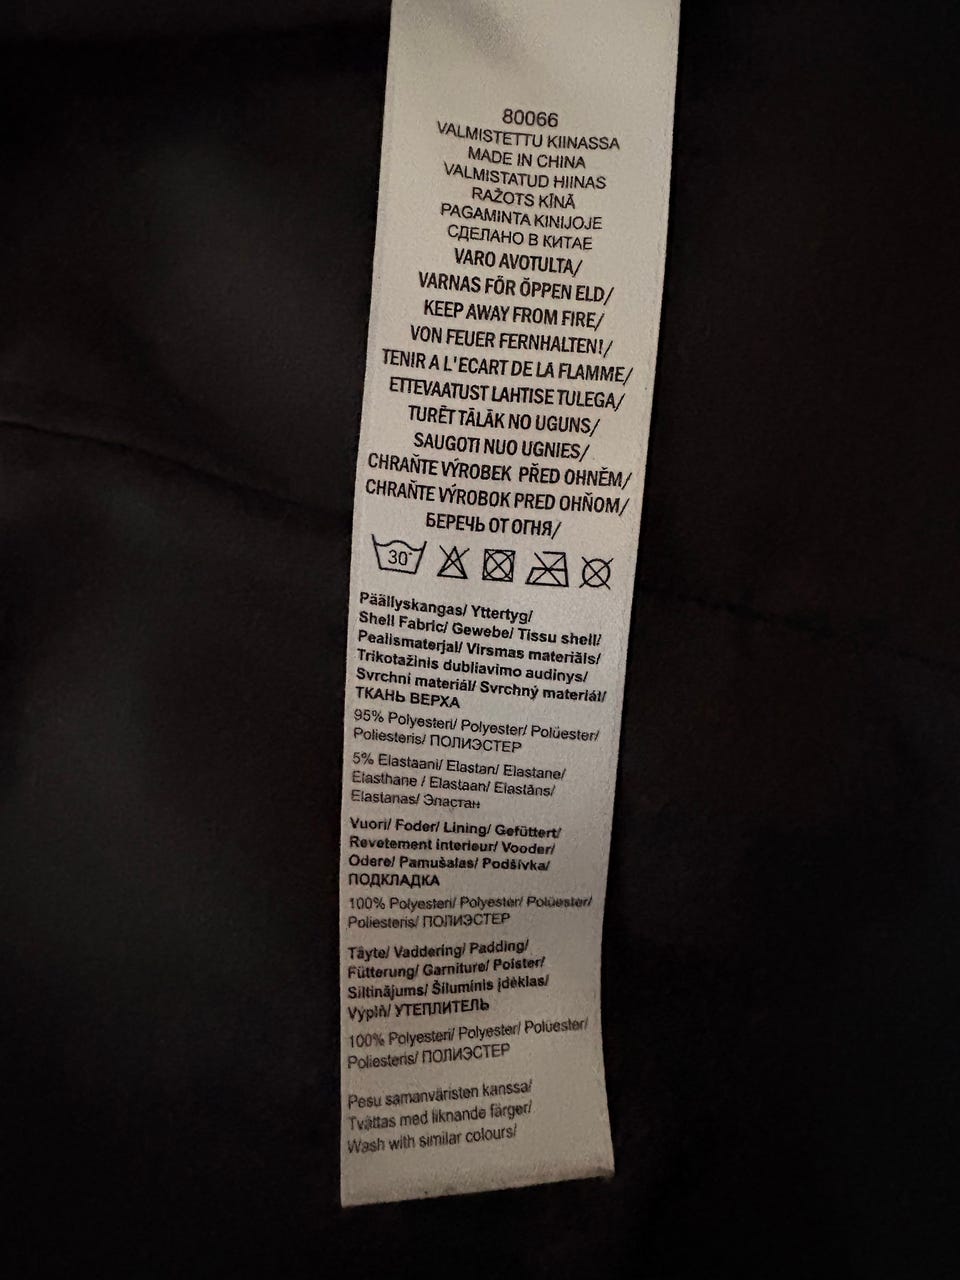 80066
VALMISTETTU KIINASSA
MADE IN CHINA
VALMISTATUD HIINAS
RAŽOTS KĪNĀ
PAGAMINTA KINIJOJE
СДЕЛАНО В КИТАЕ
VARO AVOTULTA/
VARNAS FÖR ÖPPEN ELD/
KEEP AWAY FROM FIRE/
VON FEUER FERNHALTEN!/
TENIR A L'ECART DE LA FLAMME/
ETTEVAATUST LAHTISE TULEGA/
TURĒT TĀLĀK NO UGUNS/
SAUGOTI NUO UGNIES/
CHRAŇTE VÝROBEK PŘED OHNĚM/
CHRAŇTE VÝROBOK PRED OHŇOM/
БЕРЕЧЬ ОТ ОГНЯ/
30°
Päällyskangas/ Yttertyg/
Shell Fabric/ Gewebe/ Tissu shell/
Pealismaterjal/ Virsmas materiāls/
Trikotažinis dubliavimo audinys/
Svrchní materiál/ Svrchný materiál/
ТКАНЬ ВЕРХА
95% Polyesteri/ Polyester/ Polüester/
Poliesteris/ ПОЛИЭСТЕР
5% Elastaani/ Elastan/ Elastane/
Elasthane / Elastaan/ Elastāns/
Elastanas/ Эластан
Vuori/ Foder/ Lining/ Gefüttert/
Revetement interieur/ Vooder/
Odere/ Pamušalas/ Podšívka/
ПОДКЛАДКА
100% Polyesteri/ Polyester/ Polüester/
Poliesteris/ ПОЛИЭСТЕР
Täyte/ Vaddering/ Padding/
Fütterung/ Garniture/ Poister/
Siltinājums/ Šiluminis įdėklas/
Výplň/ УТЕПЛИТЕЛЬ
100% Polyesteri/ Polyester/ Polüester/
Poliesteris/ ПОЛИЭСТЕР
Pesu samanväristen kanssa/
Tvättas med liknande färger/
Wash with similar colours/